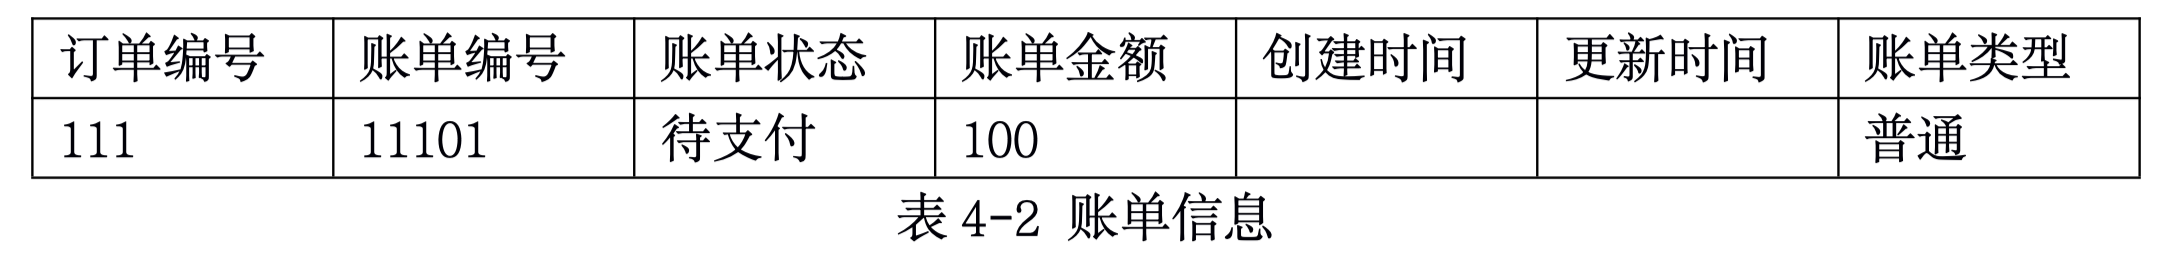 订单编号 账单编号 账单状态 账单金额 创建时间 更新时间 账单类型
111 11101 待支付 100 普通
表 4-2 账单信息